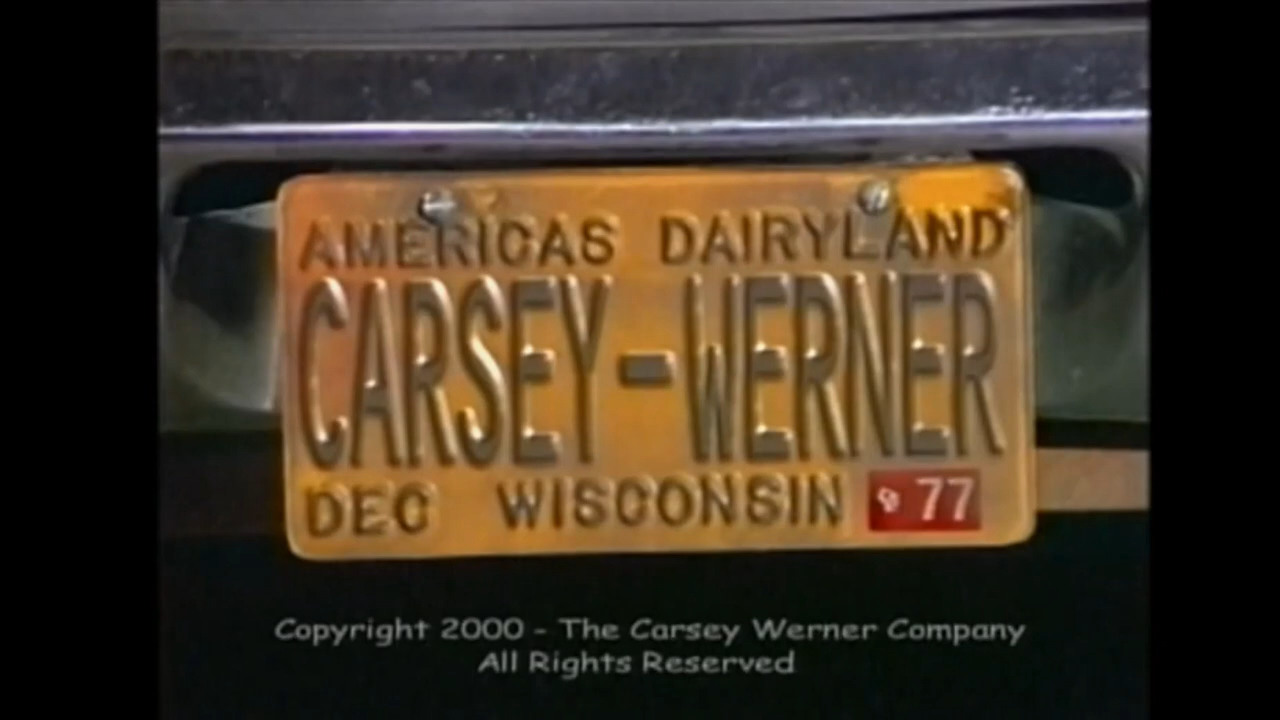 AMERICAS DAIRYLAND
CARSEY-WERNER
DEC WISCONSIN 77
Copyright 2000 - The Carsey Werner Company
All Rights Reserved